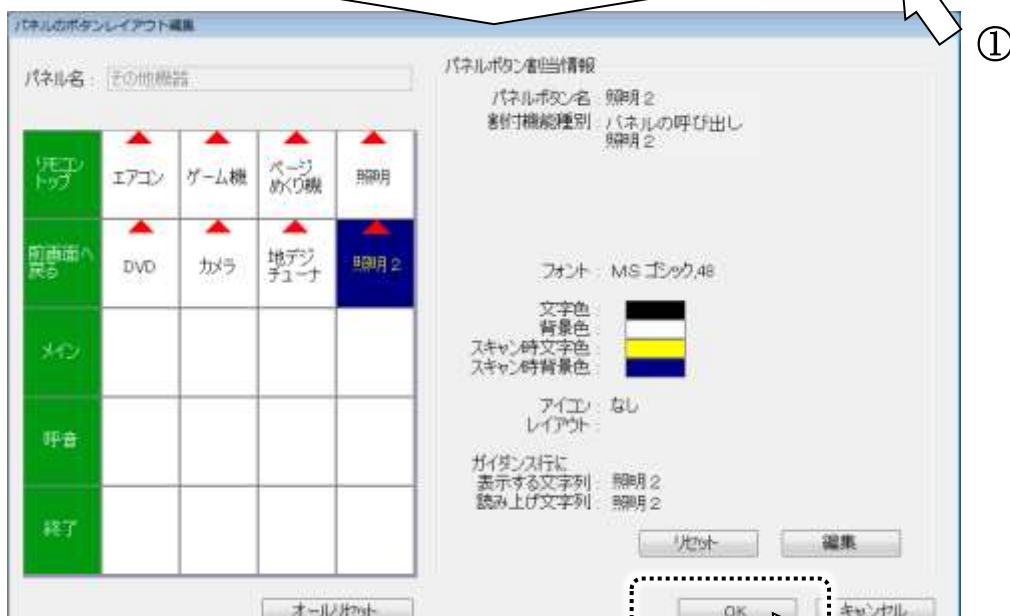 パネルのボタンレイアウト編集
①
パネル名：その他機器
リモコン
トップ
エアコン
ゲーム機
ページ
めくり機
照明
前画面へ
戻る
DVD
カメラ
地デジ
チューナ
照明２
メイン
呼音
終了
オールリセット
パネルボタン割当情報
パネルボタン名：照明２
割付機能種別：パネルの呼び出し
照明２
フォント：ＭＳ ゴシック,48
文字色：
背景色：
スキャン時文字色：
スキャン時背景色：
アイコン：なし
レイアウト：
ガイダンス行に
表示する文字列：照明２
読み上げ文字列：照明２
リセット
編集
OK
キャンセル